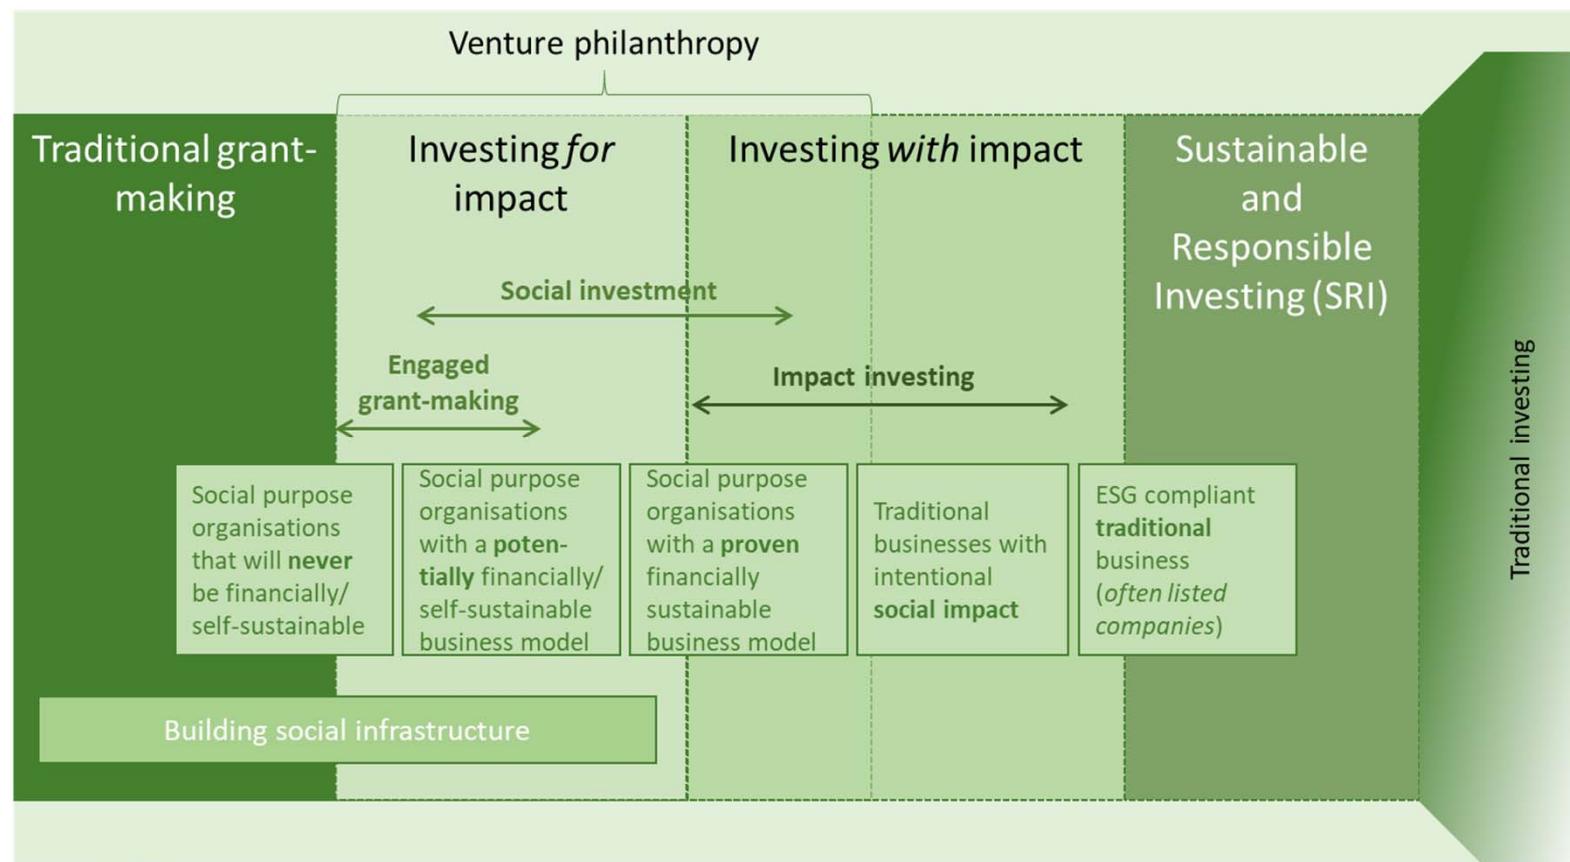 Venture philanthropy
Traditional grant-
making
Investing for
impact
Investing with impact
Sustainable
and
Responsible
Investing (SRI)
Social investment
Engaged
grant-making
Impact investing
Social purpose
organisations
that will never
be financially/
self-sustainable
Social purpose
organisations
with a poten-
tially financially/
self-sustainable
business model
Social purpose
organisations
with a proven
financially
sustainable
business model
Traditional
businesses with
intentional
social impact
ESG compliant
traditional
business
(often listed
companies)
Building social infrastructure
Traditional investing